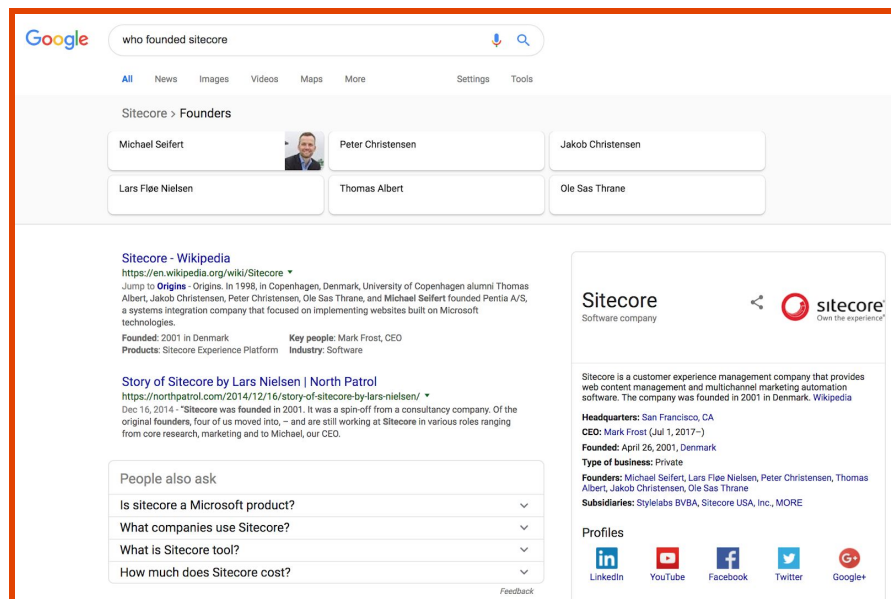 Google
who founded sitecore
All News Images Videos Maps More Settings Tools
Sitecore > Founders
Michael Seifert
Peter Christensen
Jakob Christensen
Lars Fløe Nielsen
Thomas Albert
Ole Sas Thrane
Sitecore - Wikipedia
https://en.wikipedia.org/wiki/Sitecore
Jump to Origins - Origins. In 1998, in Copenhagen, Denmark, University of Copenhagen alumni Thomas
Albert, Jakob Christensen, Peter Christensen, Ole Sas Thrane, and Michael Seifert founded Pentia A/S,
a systems integration company that focused on implementing websites built on Microsoft
technologies.
Founded: 2001 in Denmark Key people: Mark Frost, CEO
Products: Sitecore Experience Platform Industry: Software
Story of Sitecore by Lars Nielsen | North Patrol
https://northpatrol.com/2014/12/16/story-of-sitecore-by-lars-nielsen/
Dec 16, 2014 - "Sitecore was founded in 2001. It was a spin-off from a consultancy company. Of the
original founders, four of us moved into, – and are still working at Sitecore in various roles ranging
from core research, marketing and to Michael, our CEO.
People also ask
Is sitecore a Microsoft product?
What companies use Sitecore?
What is Sitecore tool?
How much does Sitecore cost?
Feedback
Sitecore
Software company
sitecore
Own the experience®
Sitecore is a customer experience management company that provides
web content management and multichannel marketing automation
software. The company was founded in 2001 in Denmark. Wikipedia
Headquarters: San Francisco, CA
CEO: Mark Frost (Jul 1, 2017–)
Founded: April 26, 2001, Denmark
Type of business: Private
Founders: Michael Seifert, Lars Fløe Nielsen, Peter Christensen, Thomas
Albert, Jakob Christensen, Ole Sas Thrane
Subsidiaries: Stylelabs BVBA, Sitecore USA, Inc., MORE
Profiles
LinkedIn YouTube Facebook Twitter Google+